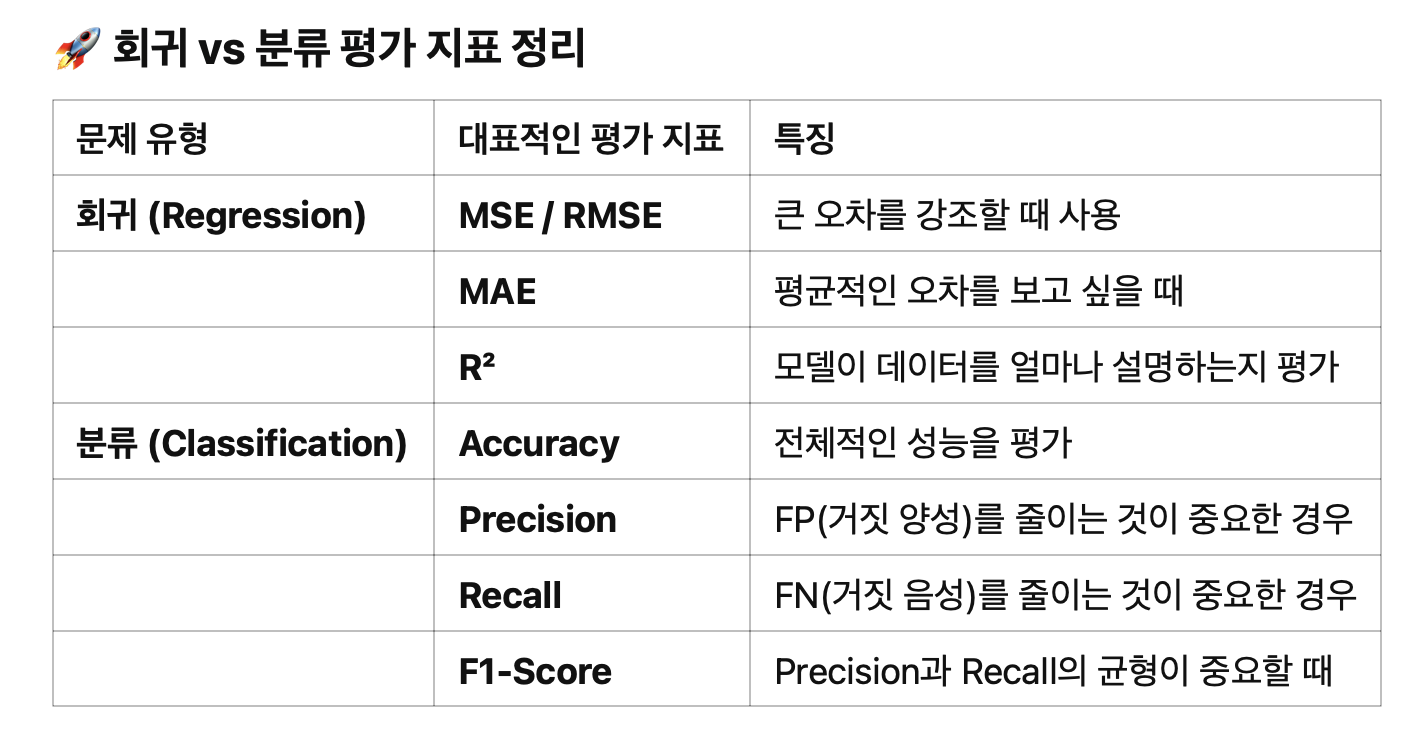 🚀 회귀 vs 분류 평가 지표 정리
문제 유형 대표적인 평가 지표 특징
회귀 (Regression) MSE / RMSE 큰 오차를 강조할 때 사용
MAE 평균적인 오차를 보고 싶을 때
R² 모델이 데이터를 얼마나 설명하는지 평가
분류 (Classification) Accuracy 전체적인 성능을 평가
Precision FP(거짓 양성)를 줄이는 것이 중요한 경우
Recall FN(거짓 음성)를 줄이는 것이 중요한 경우
F1-Score Precision과 Recall의 균형이 중요할 때